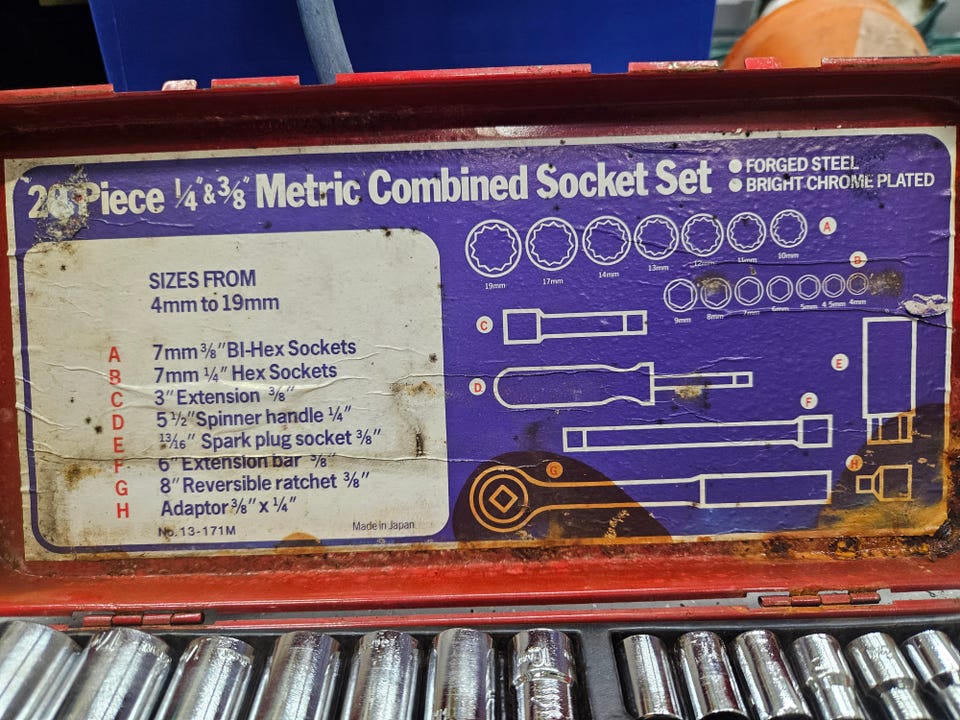 20 Piece ¼" & ⅜" Metric Combined Socket Set
● FORGED STEEL
● BRIGHT CHROME PLATED
SIZES FROM
4mm to 19mm
A 7mm ⅜" BI-HEX Sockets
B 7mm ¼" Hex Sockets
C 3" Extension ⅜"
D 5½" Spinner handle ¼"
E 13/16" Spark plug socket ⅜"
F 6" Extension bar ⅜"
G 8" Reversible ratchet ⅜"
H Adaptor ⅜" x ¼"
No. 13-171M
Made in Japan
A
19mm 17mm 14mm 13mm 12mm 11mm 10mm
B
9mm 8mm 7mm 6mm 5mm 4.5mm 4mm
C
D
E
F
G
H